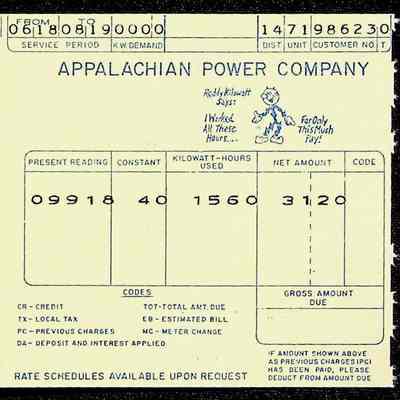 FROM TO
06180819 0000 1471986230
SERVICE PERIOD K.W. DEMAND DIST UNIT CUSTOMER NO. T.
APPALACHIAN POWER COMPANY
Reddy Kilowatt
Says:
I Worked
All These
Hours...
For Only
This Much
Pay!
PRESENT READING CONSTANT KILOWATT-HOURS USED NET AMOUNT CODE
09918 40 1560 3120
CODES
CR - CREDIT TOT-TOTAL AMT. DUE
TX - LOCAL TAX EB - ESTIMATED BILL
PC - PREVIOUS CHARGES MC - METER CHANGE
DA - DEPOSIT AND INTEREST APPLIED
GROSS AMOUNT
DUE
IF AMOUNT SHOWN ABOVE
AS PREVIOUS CHARGES (PC)
HAS BEEN PAID, PLEASE
DEDUCT FROM AMOUNT DUE
RATE SCHEDULES AVAILABLE UPON REQUEST